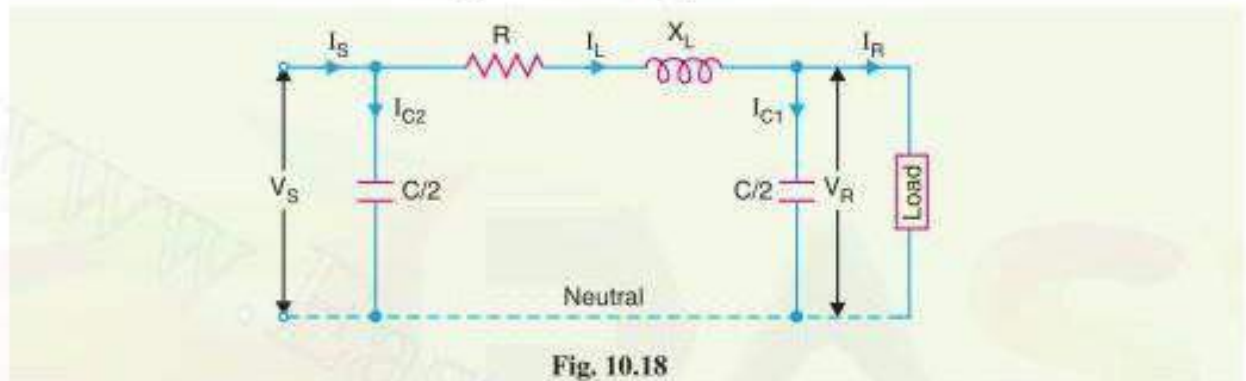 I_S R I_L X_L I_R
I_C2 I_C1
V_S C/2 C/2 V_R Load
Neutral
Fig. 10.18